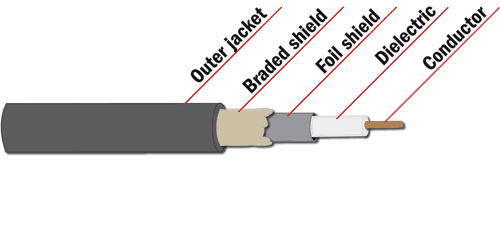 Outer jacket
Braded shield
Foil shield
Dielectric
Conductor